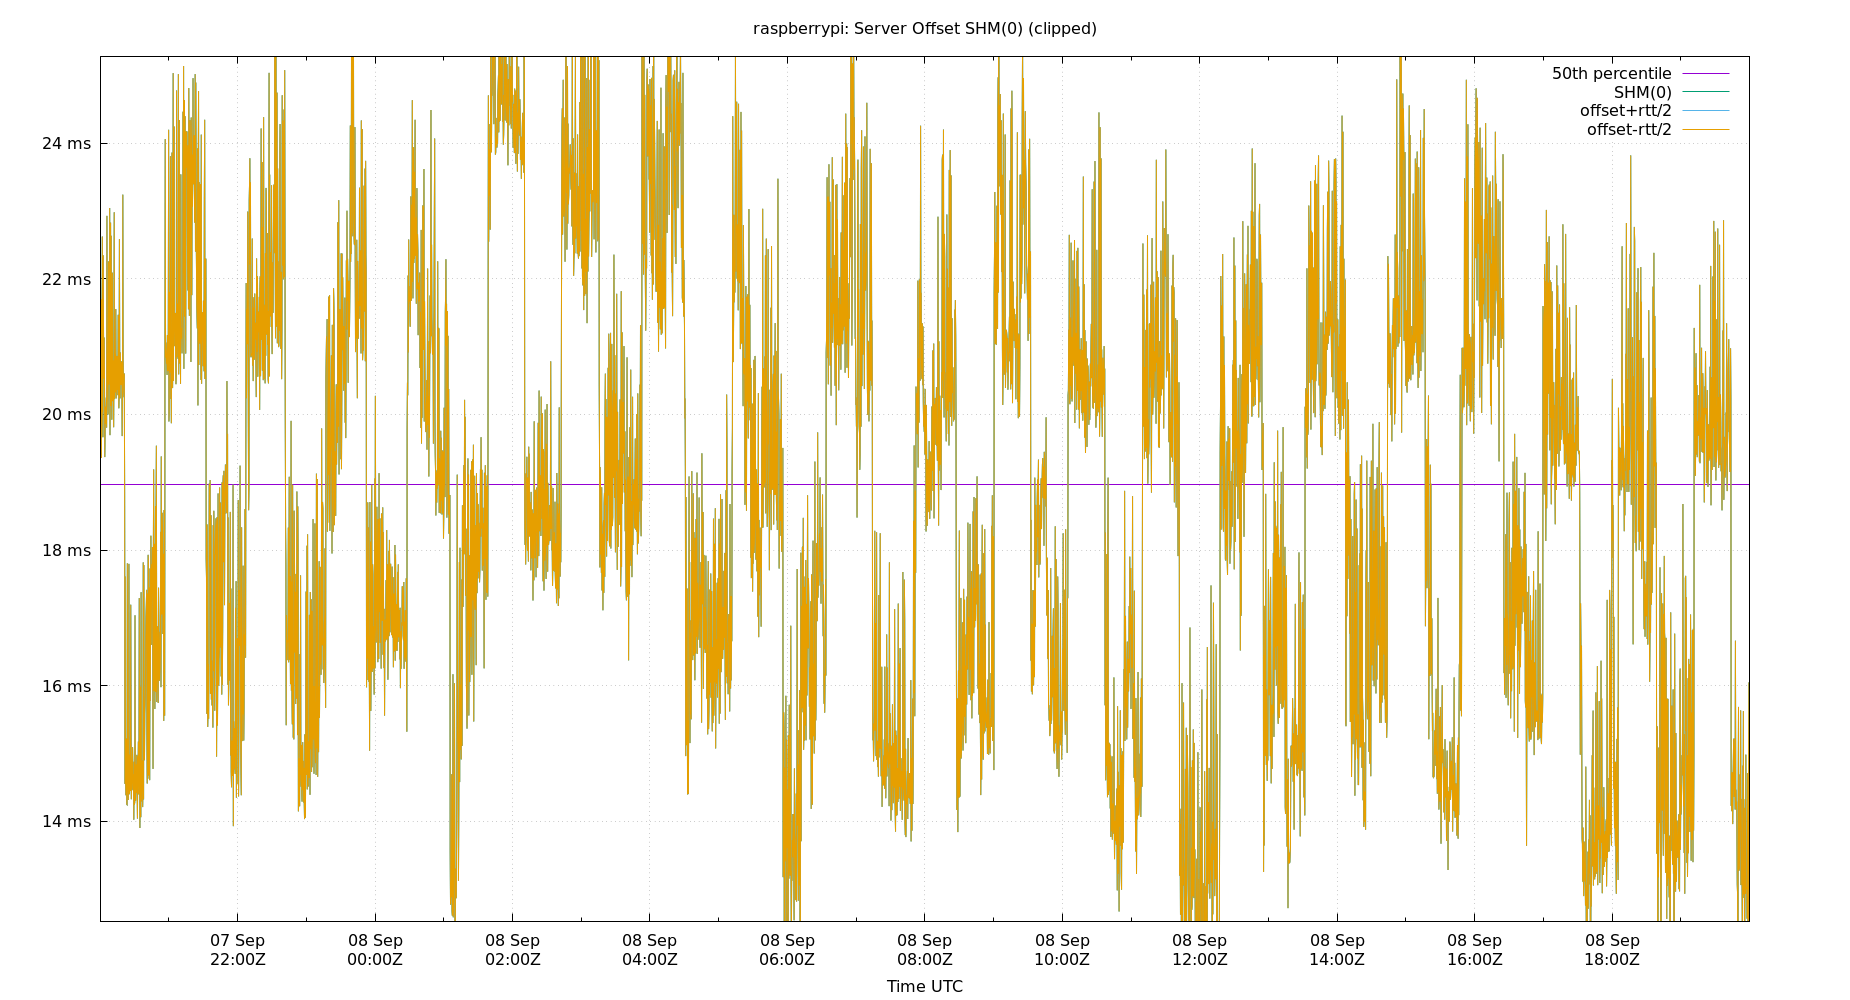 raspberrypi: Server Offset SHM(0) (clipped)
50th percentile
SHM(0)
offset+rtt/2
offset-rtt/2
24 ms
22 ms
20 ms
18 ms
16 ms
14 ms
07 Sep 08 Sep 08 Sep 08 Sep 08 Sep 08 Sep 08 Sep 08 Sep 08 Sep 08 Sep 08 Sep
22:00Z 00:00Z 02:00Z 04:00Z 06:00Z 08:00Z 10:00Z 12:00Z 14:00Z 16:00Z 18:00Z
Time UTC